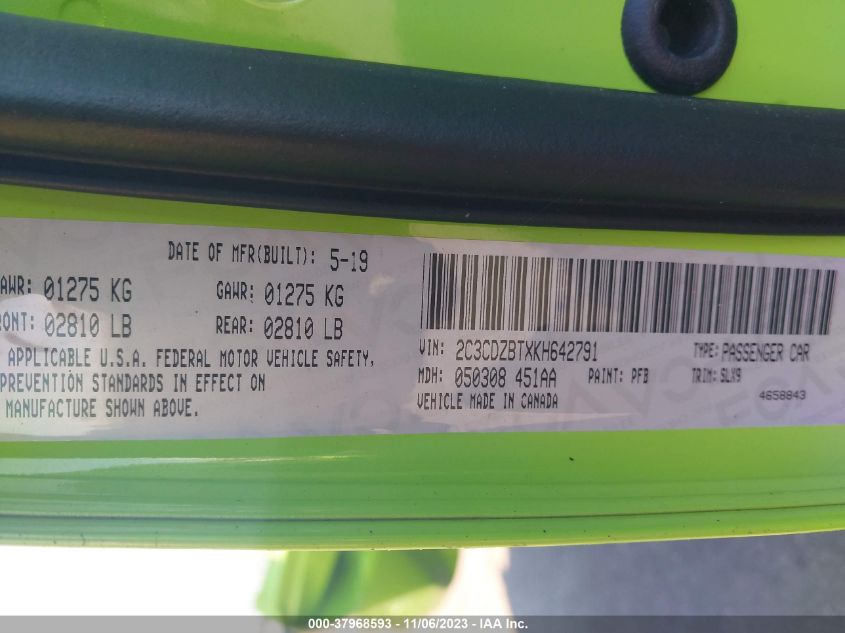 DATE OF MFR(BUILT): 5-19
GAWR: 01275 KG
01275 KG
02810 LB
REAR: 02810 LB
APPLICABLE U.S.A. FEDERAL MOTOR VEHICLE SAFETY,
PREVENTION STANDARDS IN EFFECT ON
MANUFACTURE SHOWN ABOVE.
VIN: 2C3CDZBTXKH642791
TYPE: PASSENGER CAR
MDH: 050308 451AA
PAINT: PFB
TRIM: SLX9
VEHICLE MADE IN CANADA
4658843
000-37968593 - 11/06/2023 - IAA Inc.